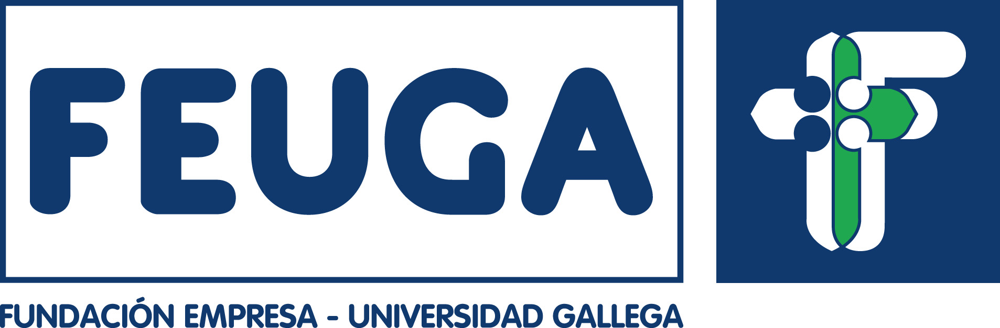 FEUGA
FUNDACIÓN EMPRESA - UNIVERSIDAD GALLEGA